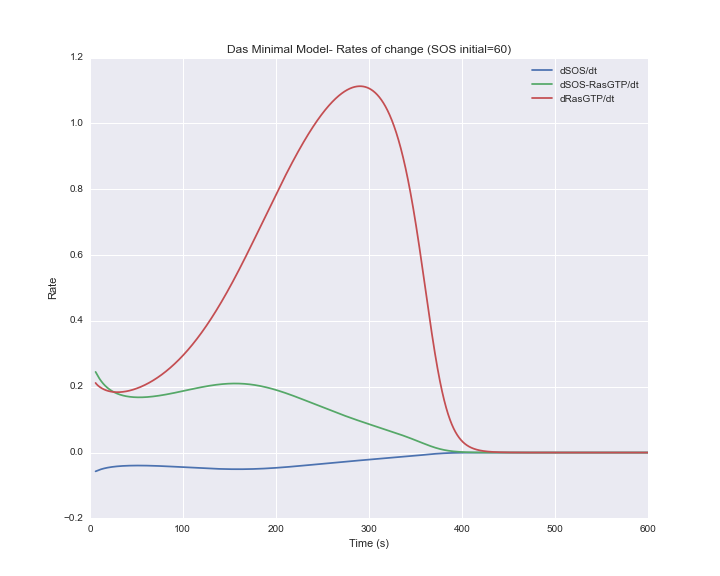 Das Minimal Model- Rates of change (SOS initial=60)
dSOS/dt
dSOS-RasGTP/dt
dRasGTP/dt
1.2
1.0
0.8
0.6
0.4
0.2
0.0
−0.2
Rate
0 100 200 300 400 500 600
Time (s)